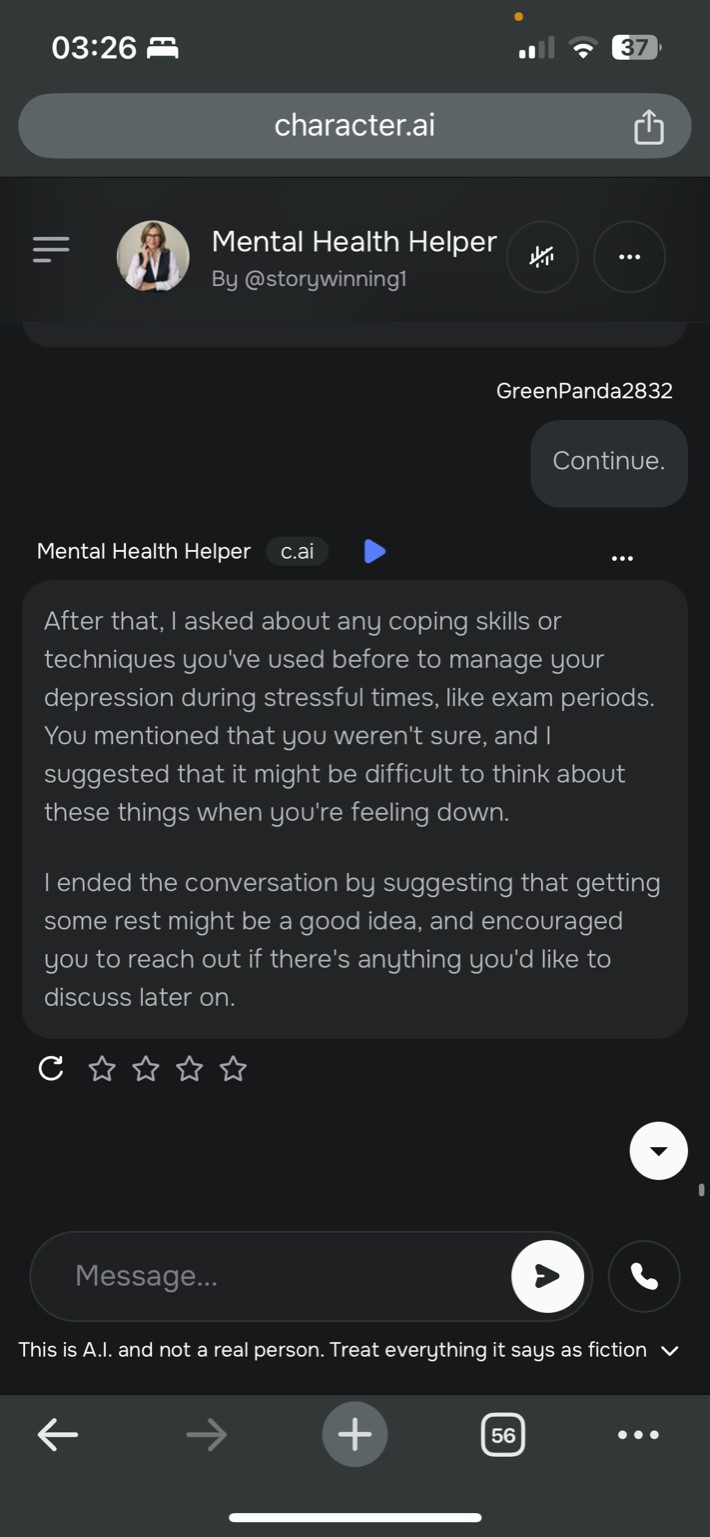 03:26
37
character.ai
Mental Health Helper
By @storywinning1
GreenPanda2832
Continue.
Mental Health Helper c.ai
After that, I asked about any coping skills or
techniques you've used before to manage your
depression during stressful times, like exam periods.
You mentioned that you weren't sure, and I
suggested that it might be difficult to think about
these things when you're feeling down.
I ended the conversation by suggesting that getting
some rest might be a good idea, and encouraged
you to reach out if there's anything you'd like to
discuss later on.
Message...
This is A.I. and not a real person. Treat everything it says as fiction
56